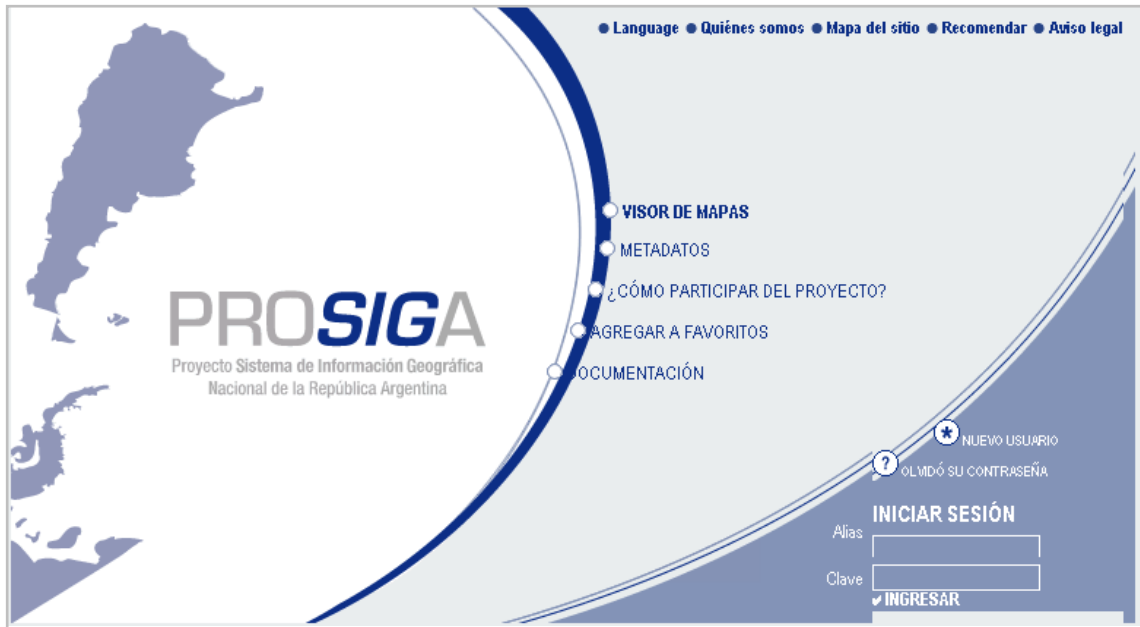 Language Quiénes somos Mapa del sitio Recomendar Aviso legal
VISOR DE MAPAS
METADATOS
¿CÓMO PARTICIPAR DEL PROYECTO?
AGREGAR A FAVORITOS
DOCUMENTACIÓN
PROSIGA
Proyecto Sistema de Información Geográfica
Nacional de la República Argentina
* NUEVO USUARIO
? OLVIDÓ SU CONTRASEÑA
INICIAR SESIÓN
Alias
Clave
INGRESAR